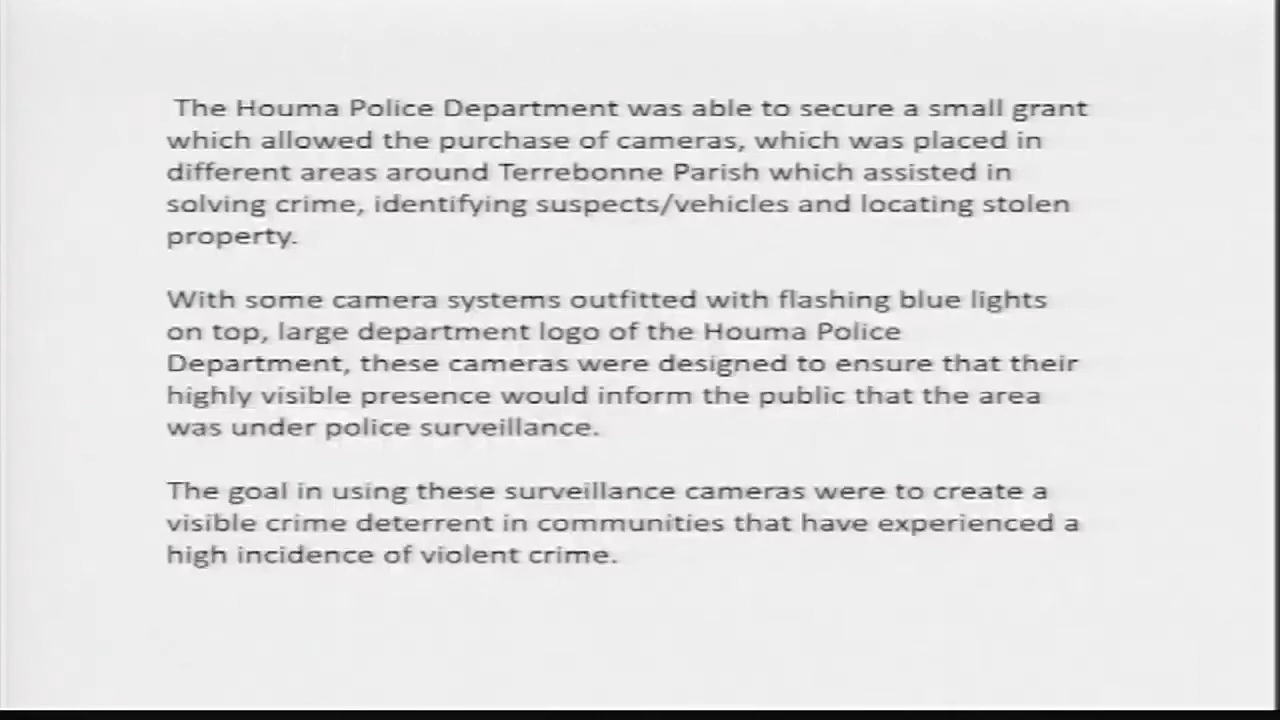 The Houma Police Department was able to secure a small grant
which allowed the purchase of cameras, which was placed in
different areas around Terrebonne Parish which assisted in
solving crime, identifying suspects/vehicles and locating stolen
property.
With some camera systems outfitted with flashing blue lights
on top, large department logo of the Houma Police
Department, these cameras were designed to ensure that their
highly visible presence would inform the public that the area
was under police surveillance.
The goal in using these surveillance cameras were to create a
visible crime deterrent in communities that have experienced a
high incidence of violent crime.